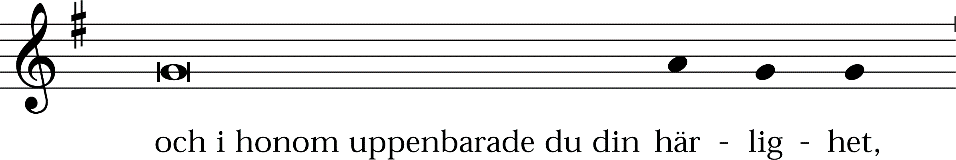 och i honom uppenbarade du din här - lig - het,